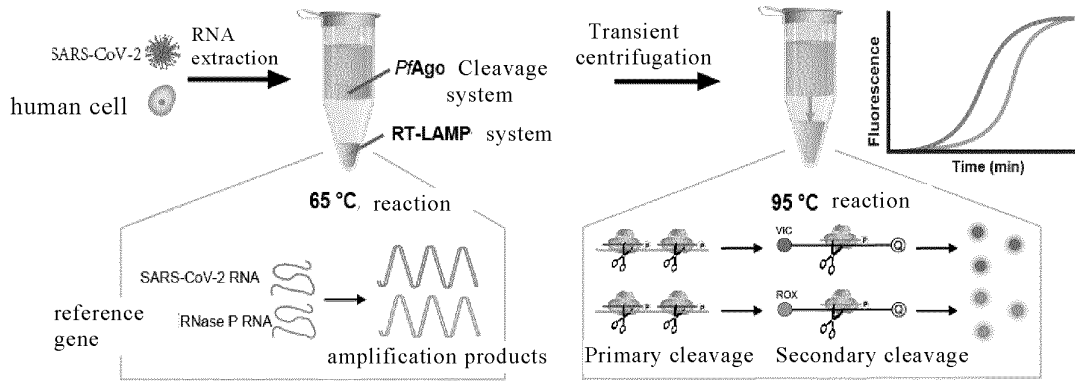 SARS-CoV-2
human cell
RNA
extraction
PfAgo Cleavage
system
RT-LAMP system
65 °C, reaction
SARS-CoV-2 RNA
RNase P RNA
reference
gene
amplification products
Transient
centrifugation
Fluorescence
Time (min)
95 °C reaction
P
P
VIC
P
Q
P
P
ROX
P
Q
Primary cleavage
Secondary cleavage